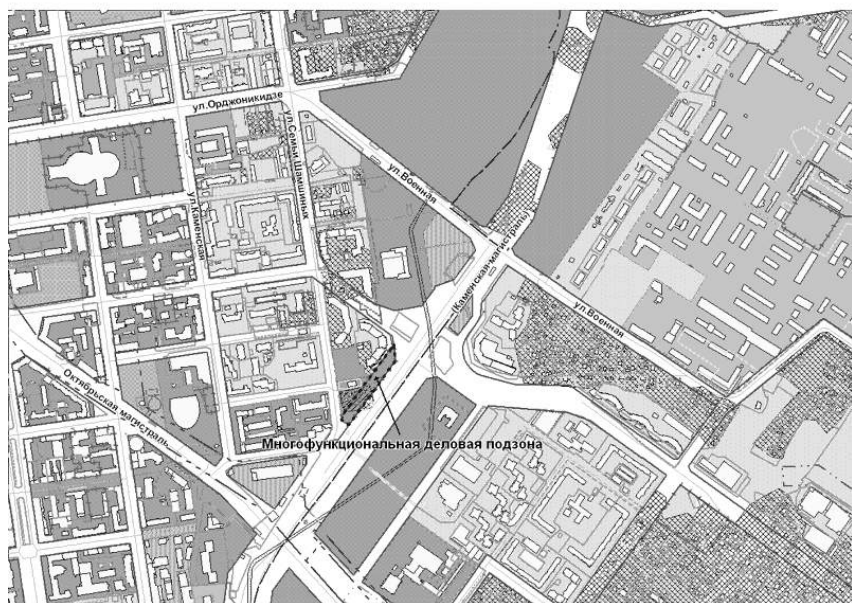 ул.Орджоникидзе
ул.Семьи Шамшиных
ул.Военная
ул.Каменская
(Каменская магистраль)
ул.Военная
Октябрьская магистраль
Многофункциональная деловая подзона